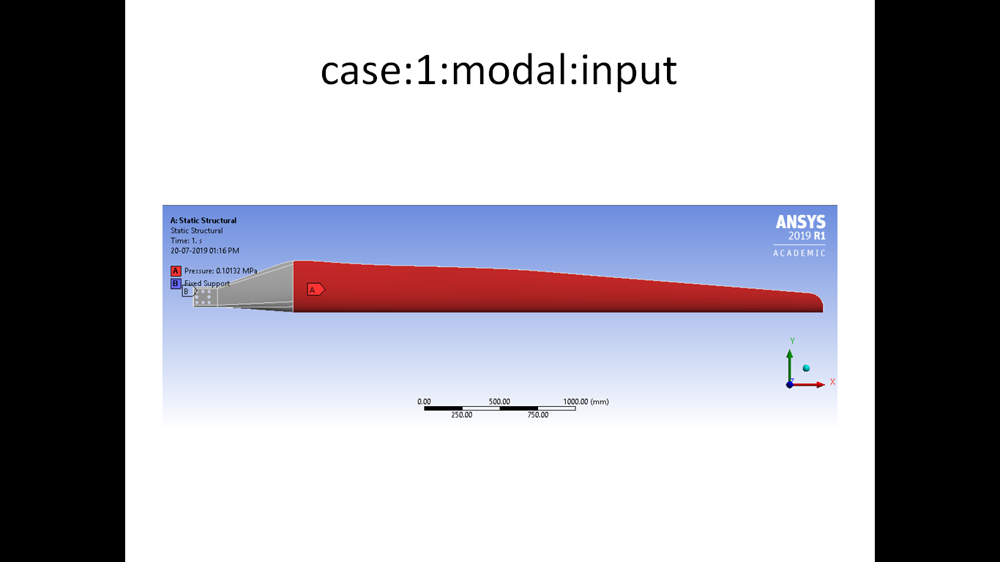 case:1:modal:input
A: Static Structural
Static Structural
Time: 1. s
20-07-2019 01:16 PM
A Pressure: 0.10132 MPa
B Fixed Support
B
A
ANSYS
2019 R1
ACADEMIC
Y
Z
X
0.00 500.00 1000.00 (mm)
250.00 750.00